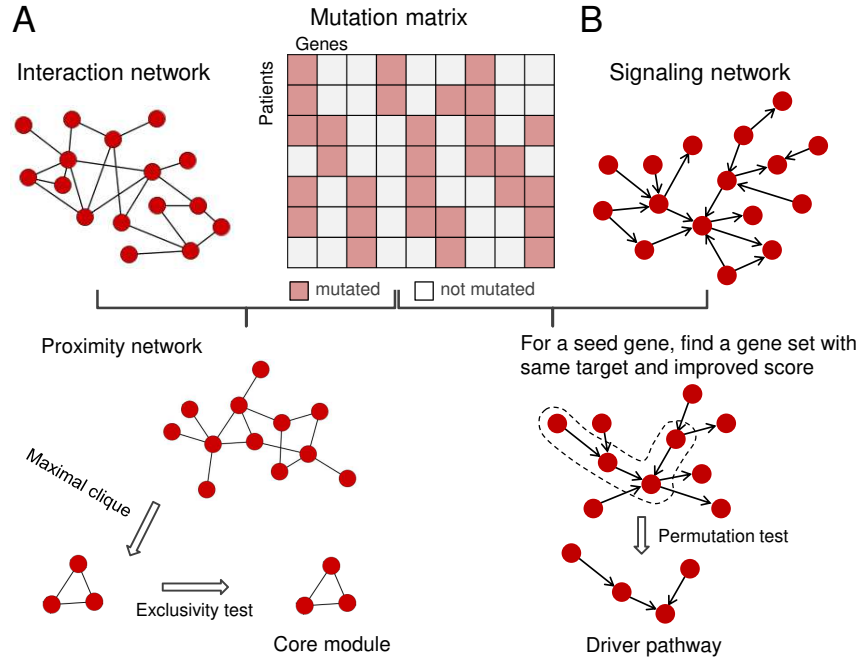 A
Mutation matrix
B
Genes
Patients
Interaction network
Signaling network
mutated
not mutated
Proximity network
For a seed gene, find a gene set with
same target and improved score
Maximal clique
Permutation test
Exclusivity test
Core module
Driver pathway